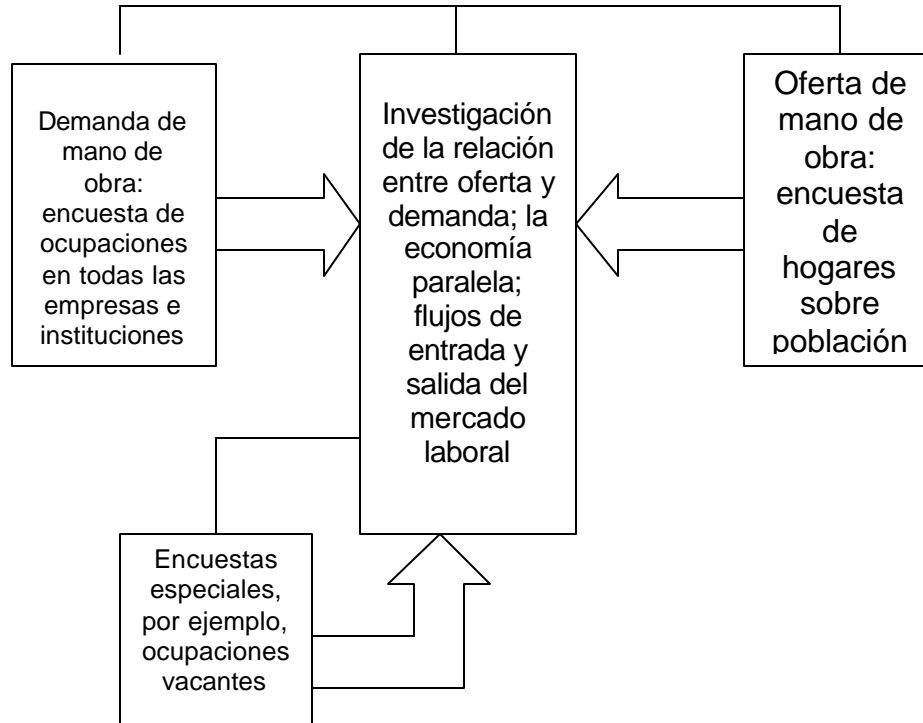 Demanda de
mano de
obra:
encuesta de
ocupaciones
en todas las
empresas e
instituciones
Investigación
de la relación
entre oferta y
demanda; la
economía
paralela;
flujos de
entrada y
salida del
mercado
laboral
Oferta de
mano de
obra:
encuesta
de
hogares
sobre
población
Encuestas
especiales,
por ejemplo,
ocupaciones
vacantes